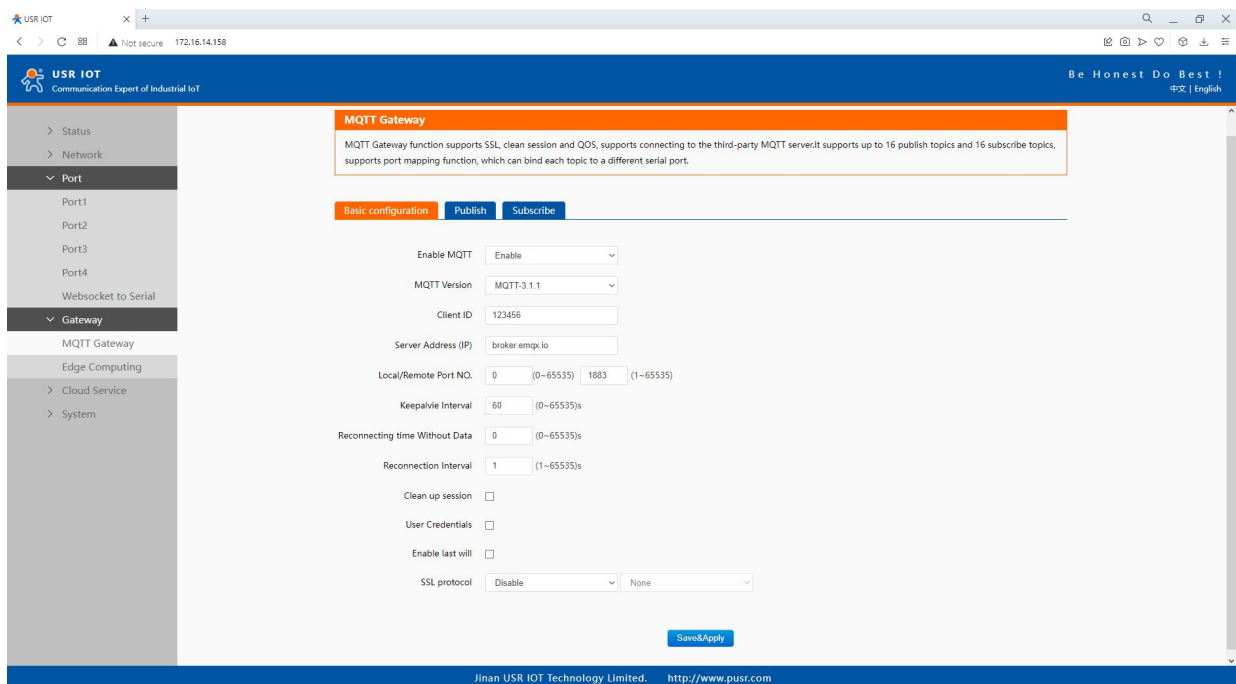 USR IOT
Not secure 172.16.14.158
USR IOT
Communication Expert of Industrial IoT
Be Honest Do Best !
中文 | English
Status
Network
Port
Port1
Port2
Port3
Port4
Websocket to Serial
Gateway
MQTT Gateway
Edge Computing
Cloud Service
System
MQTT Gateway
MQTT Gateway function supports SSL, clean session and QOS, supports connecting to the third-party MQTT server.It supports up to 16 publish topics and 16 subscribe topics,
supports port mapping function, which can bind each topic to a different serial port.
Basic configuration Publish Subscribe
Enable MQTT Enable
MQTT Version MQTT-3.1.1
Client ID 123456
Server Address (IP) broker.emqx.io
Local/Remote Port NO. 0 (0~65535) 1883 (1~65535)
Keepalvie Interval 60 (0~65535)s
Reconnecting time Without Data 0 (0~65535)s
Reconnection Interval 1 (1~65535)s
Clean up session
User Credentials
Enable last will
SSL protocol Disable None
Save&Apply
Jinan USR IOT Technology Limited. http://www.pusr.com